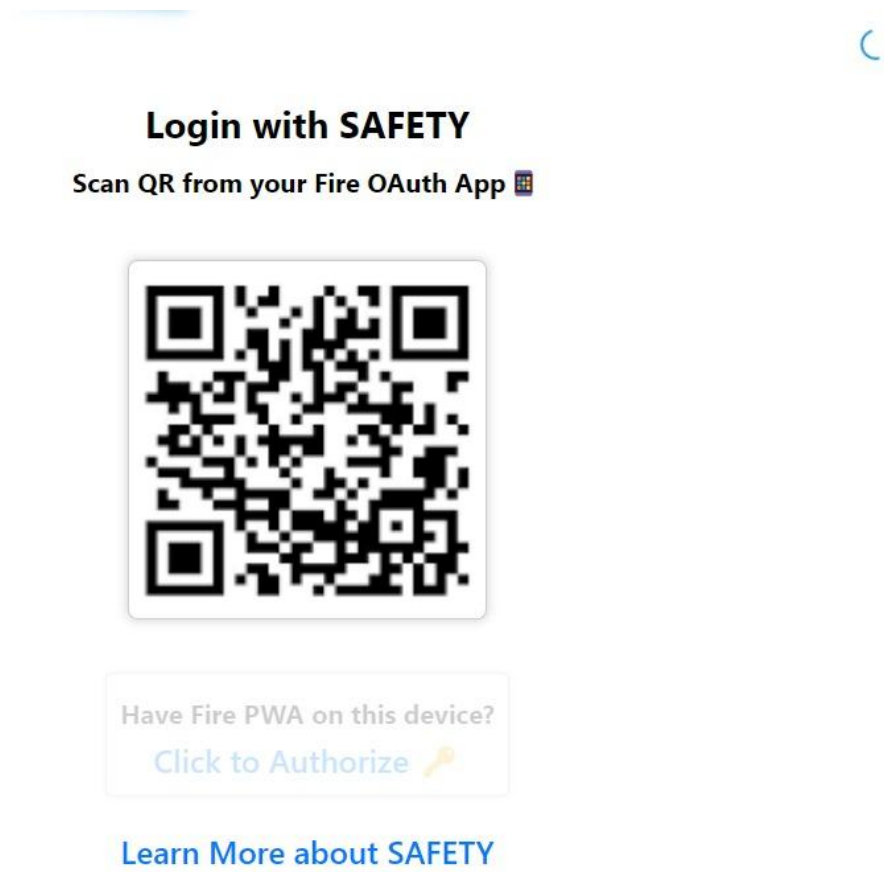 Login with SAFETY
Scan QR from your Fire OAuth App
Have Fire PWA on this device?
Click to Authorize
Learn More about SAFETY